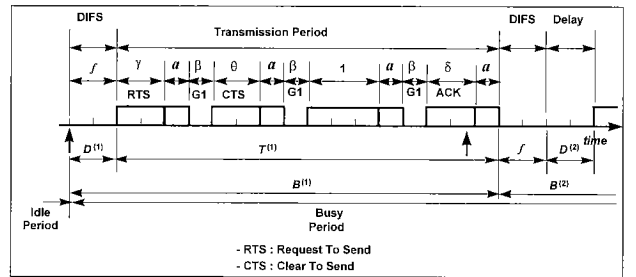 DIFS DIFS Delay
Transmission Period
f γ α β θ α β 1 α β δ α
RTS G1 CTS G1 G1 ACK
time
D(1) T(1) f D(2)
B(1) B(2)
Idle Period
Busy Period
- RTS : Request To Send
- CTS : Clear To Send